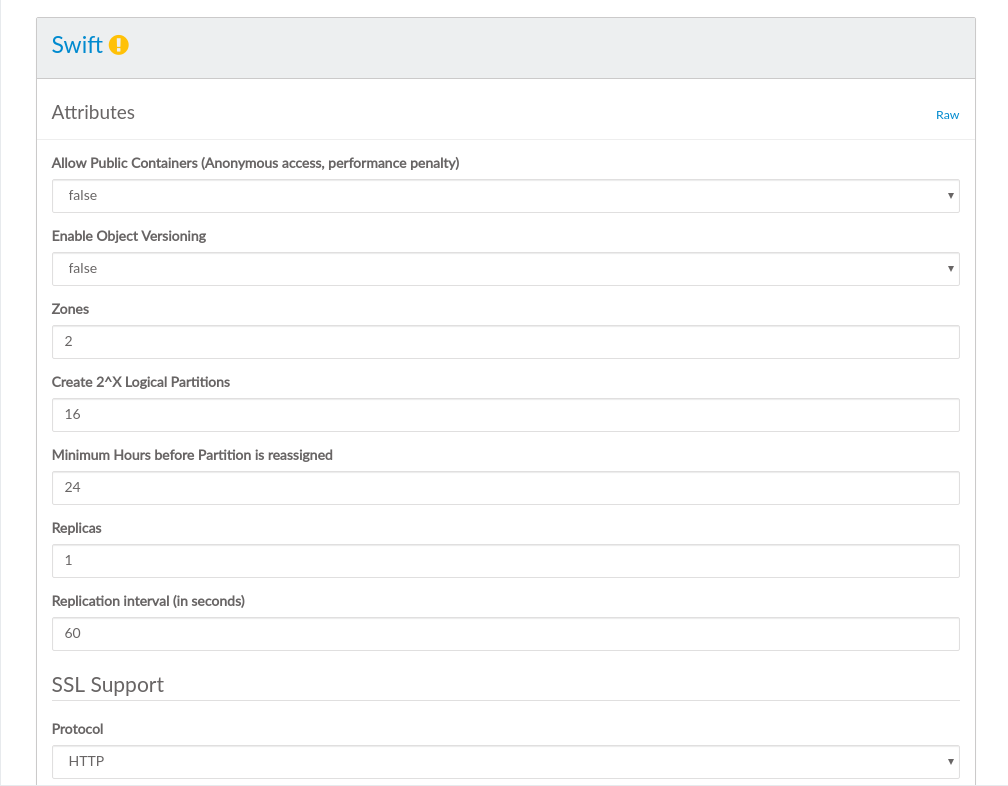 Swift
Attributes
Raw
Allow Public Containers (Anonymous access, performance penalty)
false
Enable Object Versioning
false
Zones
2
Create 2^X Logical Partitions
16
Minimum Hours before Partition is reassigned
24
Replicas
1
Replication interval (in seconds)
60
SSL Support
Protocol
HTTP